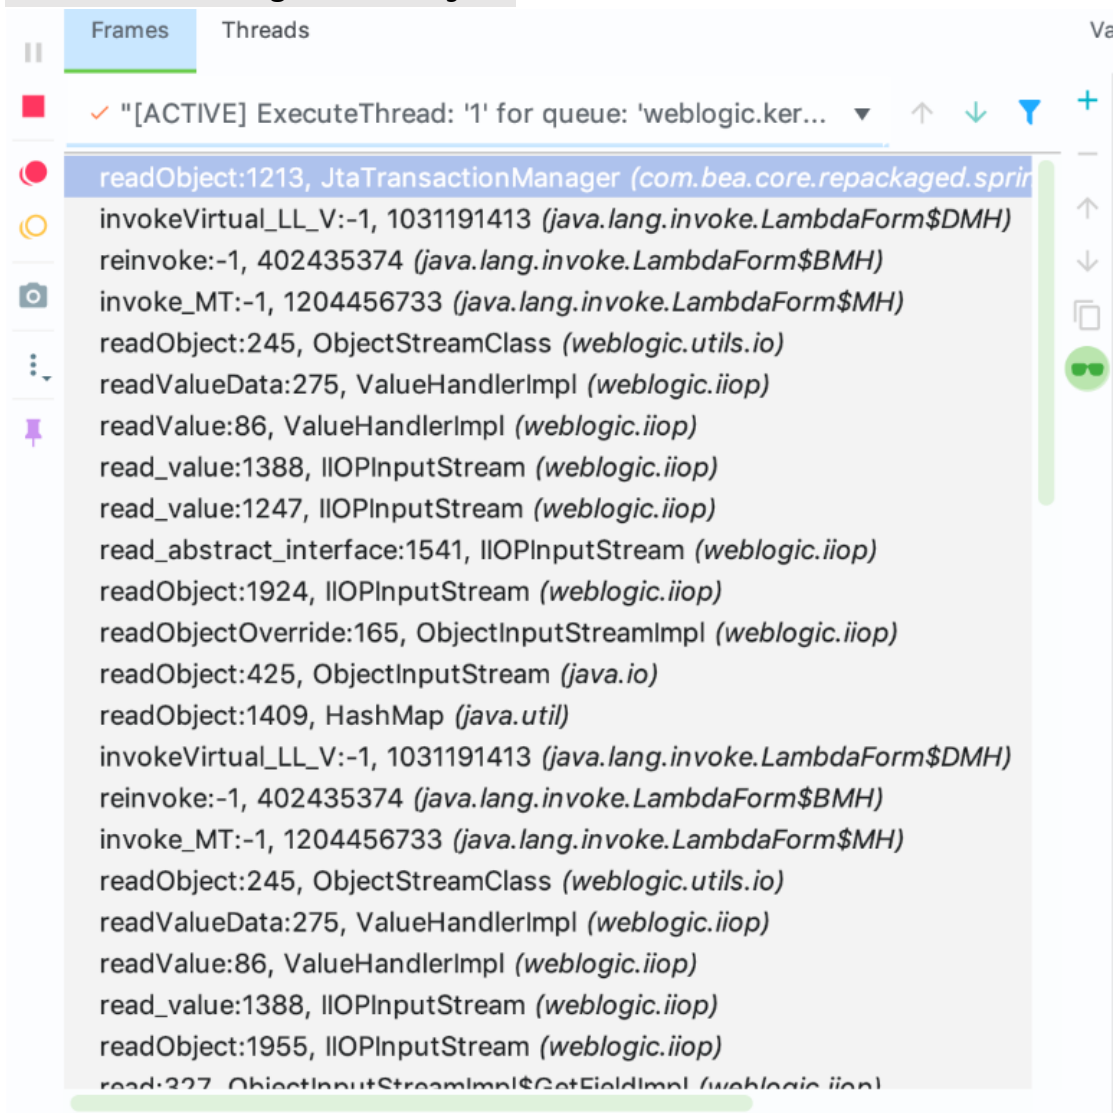 Frames Threads Va
"[ACTIVE] ExecuteThread: '1' for queue: 'weblogic.ker...
readObject:1213, JtaTransactionManager (com.bea.core.repackaged.sprin
invokeVirtual_LL_V:-1, 1031191413 (java.lang.invoke.LambdaForm$DMH)
reinvoke:-1, 402435374 (java.lang.invoke.LambdaForm$BMH)
invoke_MT:-1, 1204456733 (java.lang.invoke.LambdaForm$MH)
readObject:245, ObjectStreamClass (weblogic.utils.io)
readValueData:275, ValueHandlerImpl (weblogic.iiop)
readValue:86, ValueHandlerImpl (weblogic.iiop)
read_value:1388, IIOPInputStream (weblogic.iiop)
read_value:1247, IIOPInputStream (weblogic.iiop)
read_abstract_interface:1541, IIOPInputStream (weblogic.iiop)
readObject:1924, IIOPInputStream (weblogic.iiop)
readObjectOverride:165, ObjectInputStreamImpl (weblogic.iiop)
readObject:425, ObjectInputStream (java.io)
readObject:1409, HashMap (java.util)
invokeVirtual_LL_V:-1, 1031191413 (java.lang.invoke.LambdaForm$DMH)
reinvoke:-1, 402435374 (java.lang.invoke.LambdaForm$BMH)
invoke_MT:-1, 1204456733 (java.lang.invoke.LambdaForm$MH)
readObject:245, ObjectStreamClass (weblogic.utils.io)
readValueData:275, ValueHandlerImpl (weblogic.iiop)
readValue:86, ValueHandlerImpl (weblogic.iiop)
read_value:1388, IIOPInputStream (weblogic.iiop)
readObject:1955, IIOPInputStream (weblogic.iiop)
read:327, ObjectInputStreamImpl$GetFieldImpl (weblogic.iiop)